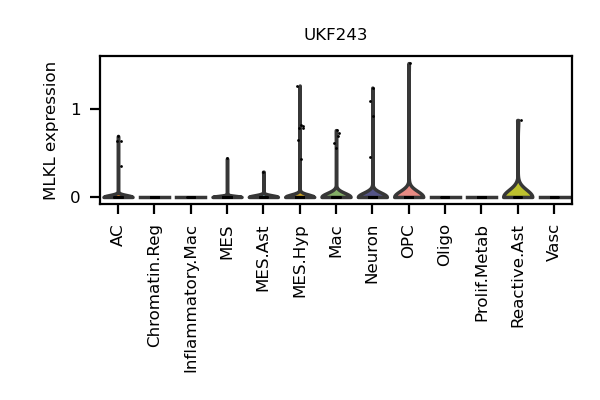 UKF243
MLKL expression
1
0
AC
Chromatin.Reg
Inflammatory.Mac
MES
MES.Ast
MES.Hyp
Mac
Neuron
OPC
Oligo
Prolif.Metab
Reactive.Ast
Vasc